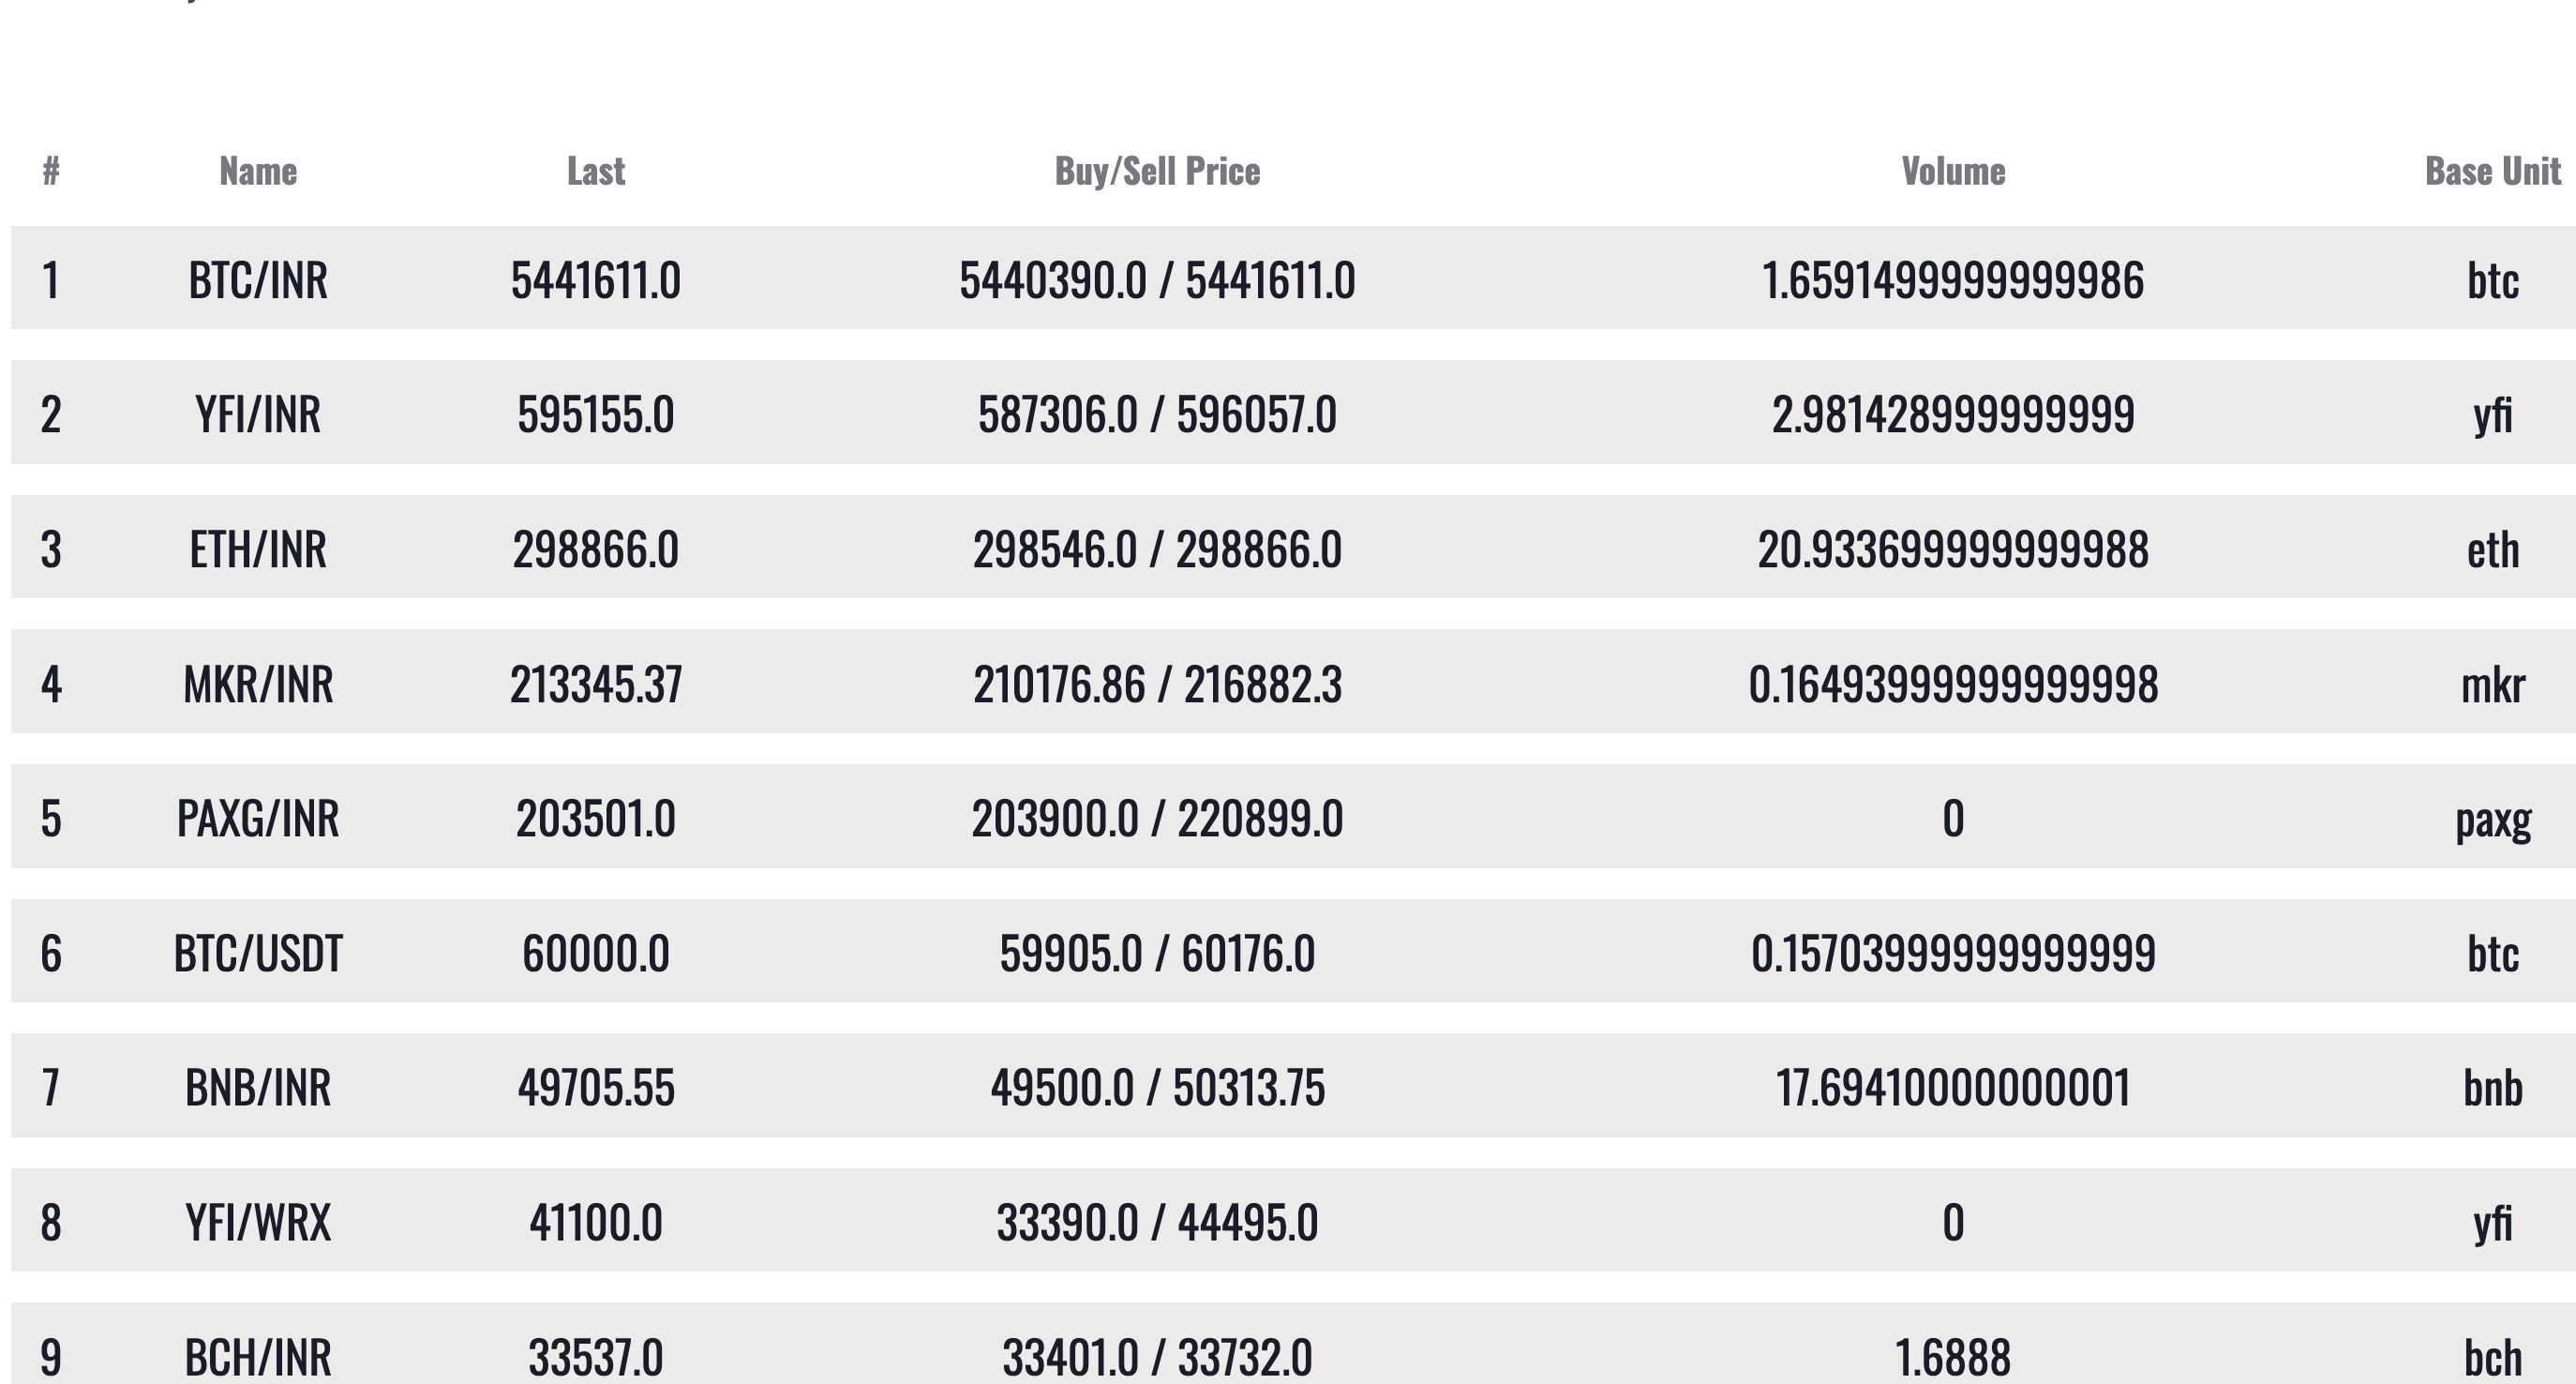 # Name Last Buy/Sell Price Volume Base Unit
1 BTC/INR 5441611.0 5440390.0 / 5441611.0 1.6591499999999986 btc
2 YFI/INR 595155.0 587306.0 / 596057.0 2.981428999999999 yfi
3 ETH/INR 298866.0 298546.0 / 298866.0 20.933699999999988 eth
4 MKR/INR 213345.37 210176.86 / 216882.3 0.16493999999999998 mkr
5 PAXG/INR 203501.0 203900.0 / 220899.0 0 paxg
6 BTC/USDT 60000.0 59905.0 / 60176.0 0.15703999999999999 btc
7 BNB/INR 49705.55 49500.0 / 50313.75 17.69410000000001 bnb
8 YFI/WRX 41100.0 33390.0 / 44495.0 0 yfi
9 BCH/INR 33537.0 33401.0 / 33732.0 1.6888 bch